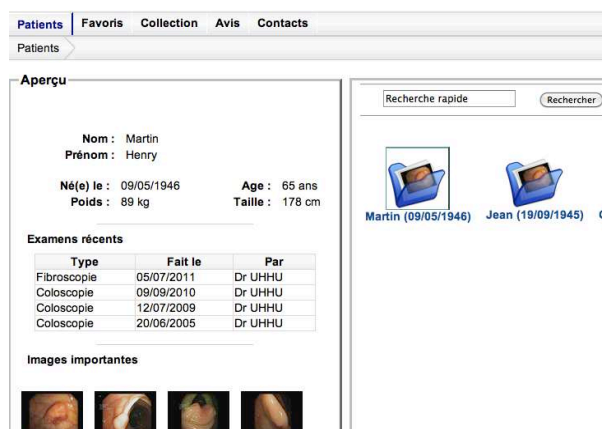 Patients Favoris Collection Avis Contacts
Patients
Aperçu
Nom : Martin
Prénom : Henry
Né(e) le : 09/05/1946 Age : 65 ans
Poids : 89 kg Taille : 178 cm
Examens récents
Type Fait le Par
Fibroscopie 05/07/2011 Dr UHHU
Coloscopie 09/09/2010 Dr UHHU
Coloscopie 12/07/2009 Dr UHHU
Coloscopie 20/06/2005 Dr UHHU
Images importantes
Recherche rapide Rechercher
Martin (09/05/1946) Jean (19/09/1945)